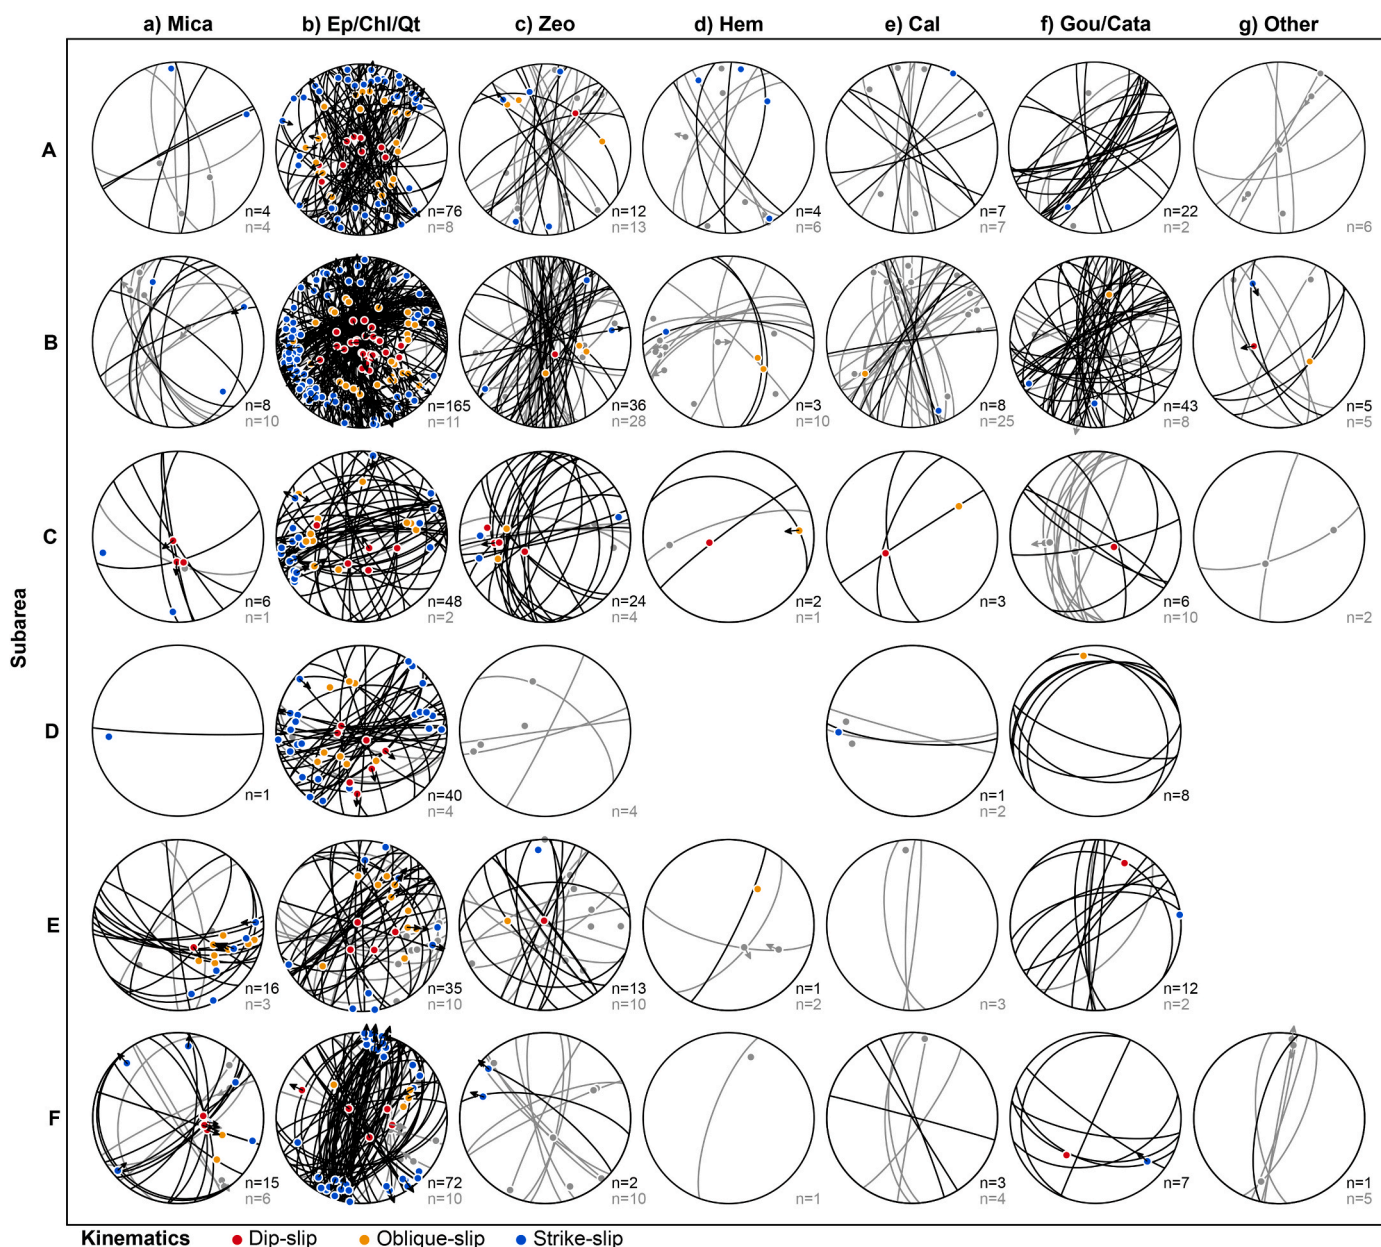 a) Mica b) Ep/Chl/Qt c) Zeo d) Hem e) Cal f) Gou/Cata g) Other
Subarea
A
n=4 n=76 n=12 n=4 n=7 n=22
n=4 n=8 n=13 n=6 n=7 n=2 n=6
B
n=8 n=165 n=36 n=3 n=8 n=43 n=5
n=10 n=11 n=28 n=10 n=25 n=8 n=5
C
n=6 n=48 n=24 n=2 n=3 n=6
n=1 n=2 n=4 n=1 n=10 n=2
D
n=1 n=40 n=1 n=8
n=4 n=4 n=2
E
n=16 n=35 n=13 n=1 n=12
n=3 n=10 n=10 n=2 n=3 n=2
F
n=15 n=72 n=2 n=3 n=7 n=1
n=6 n=10 n=10 n=1 n=4 n=5
Kinematics Dip-slip Oblique-slip Strike-slip